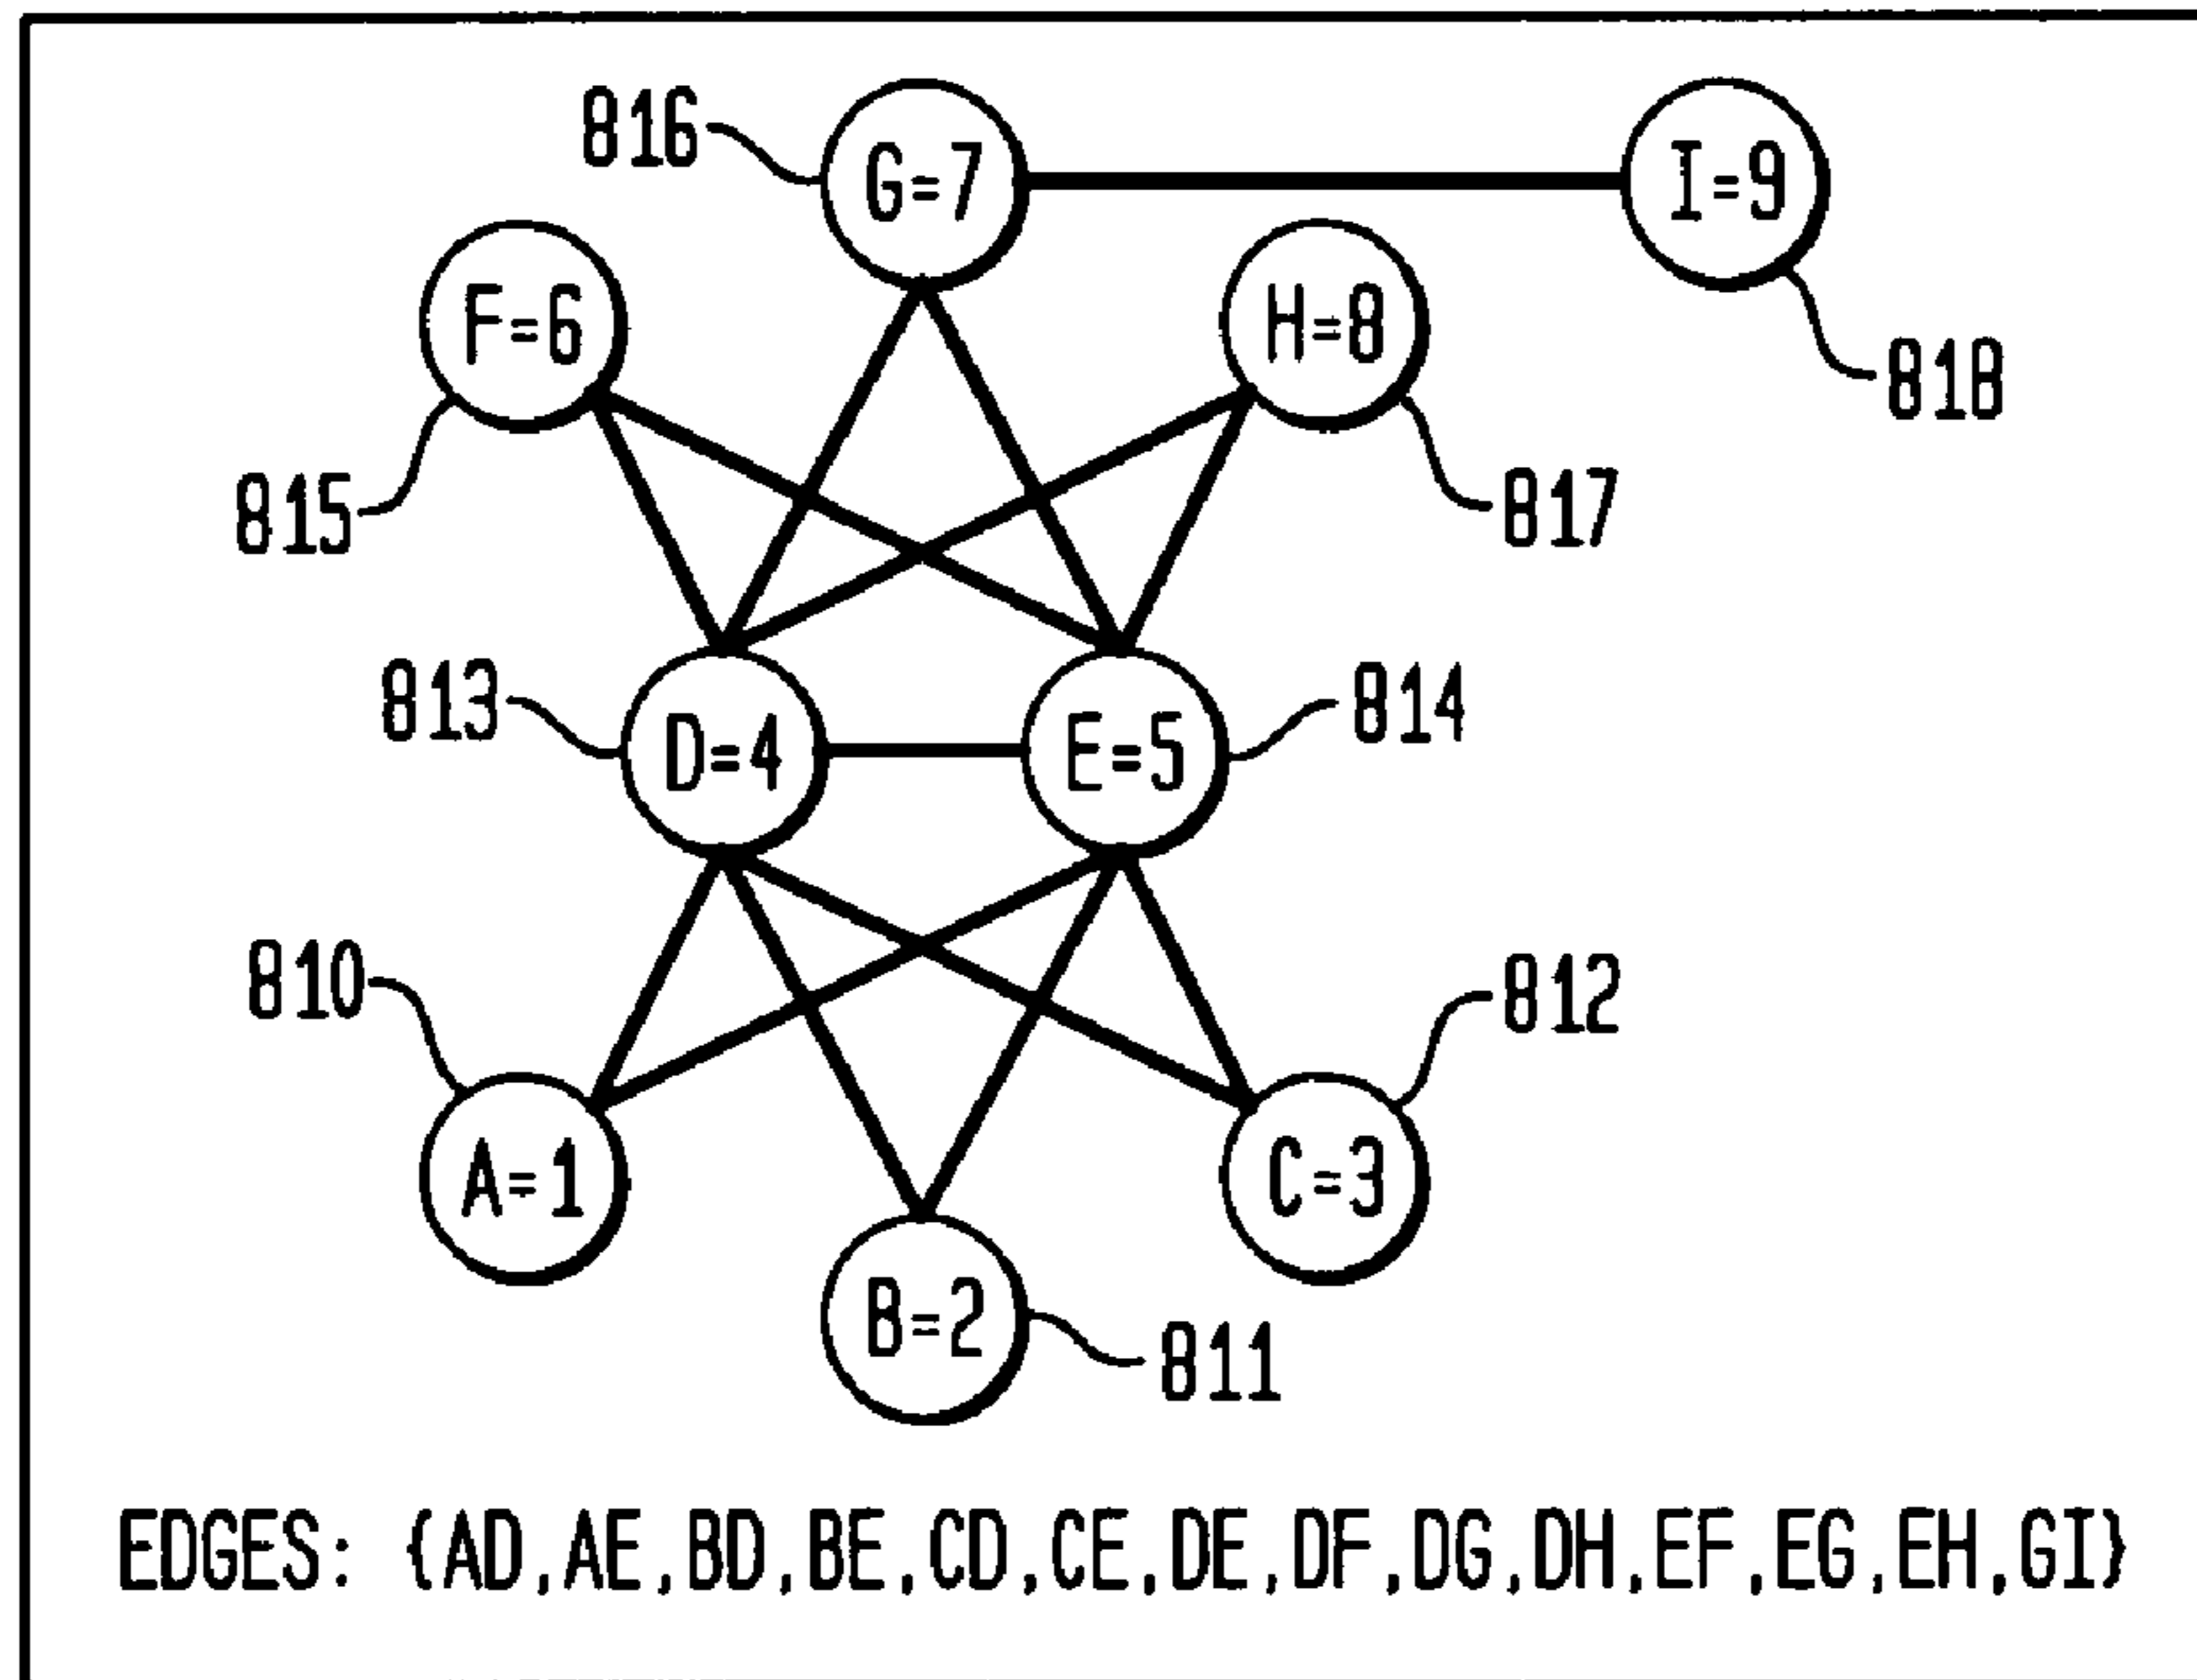 816
G=7
I=9
F=6
H=8
818
815
817
813
D=4
E=5
814
810
812
A=1
C=3
B=2
811
EDGES: {AD,AE,BD,BE,CD,CE,DE,DF,DG,DH,EF,EG,EH,GI}